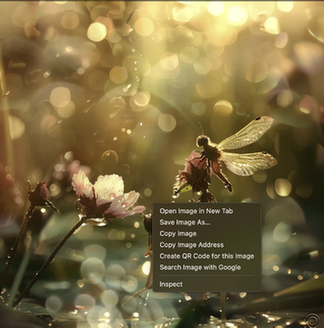 Open Image in New Tab
Save Image As...
Copy Image
Copy Image Address
Create QR Code for this Image
Search Image with Google
Inspect